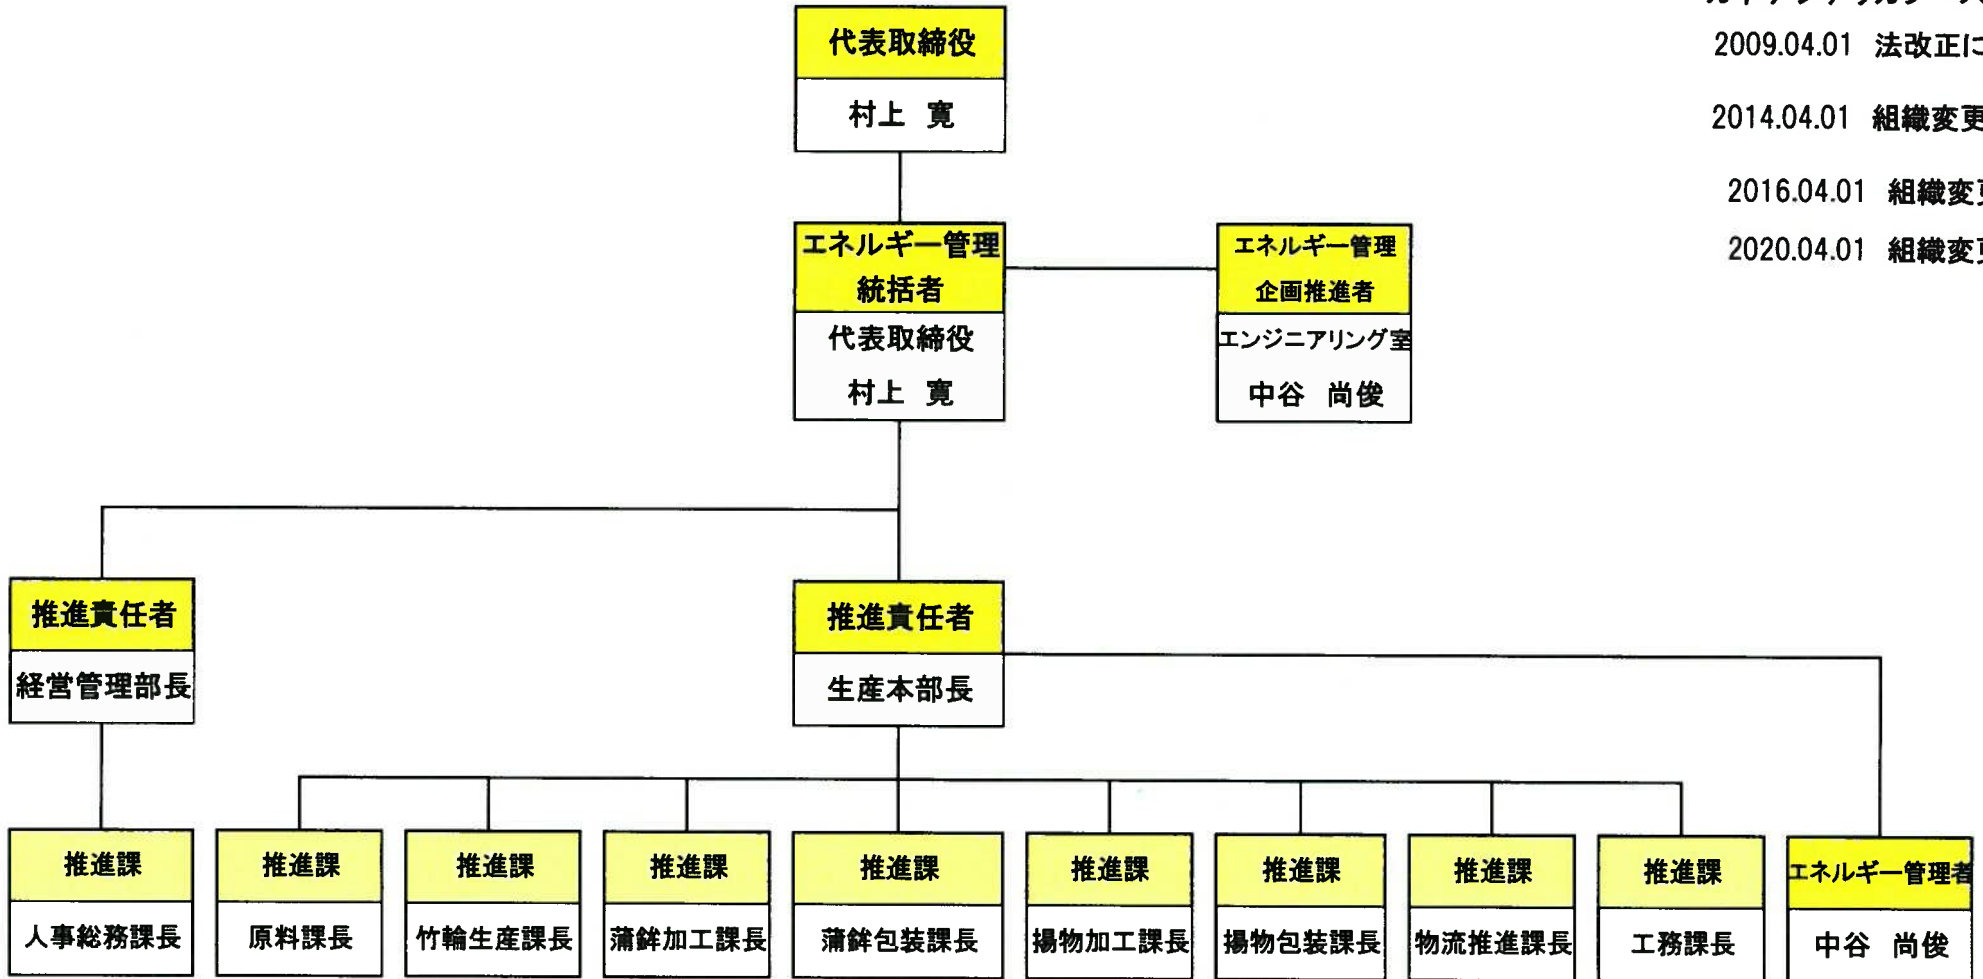 代表取締役
村上 寛
2009.04.01 法改正に
2014.04.01 組織変更
2016.04.01 組織変更
2020.04.01 組織変更
エネルギー管理
統括者
代表取締役
村上 寛
エネルギー管理
企画推進者
エンジニアリング室
中谷 尚俊
推進責任者
経営管理部長
推進責任者
生産本部長
推進課
人事総務課長
推進課
原料課長
推進課
竹輪生産課長
推進課
蒲鉾加工課長
推進課
蒲鉾包装課長
推進課
揚物加工課長
推進課
揚物包装課長
推進課
物流推進課長
推進課
工務課長
エネルギー管理者
中谷 尚俊